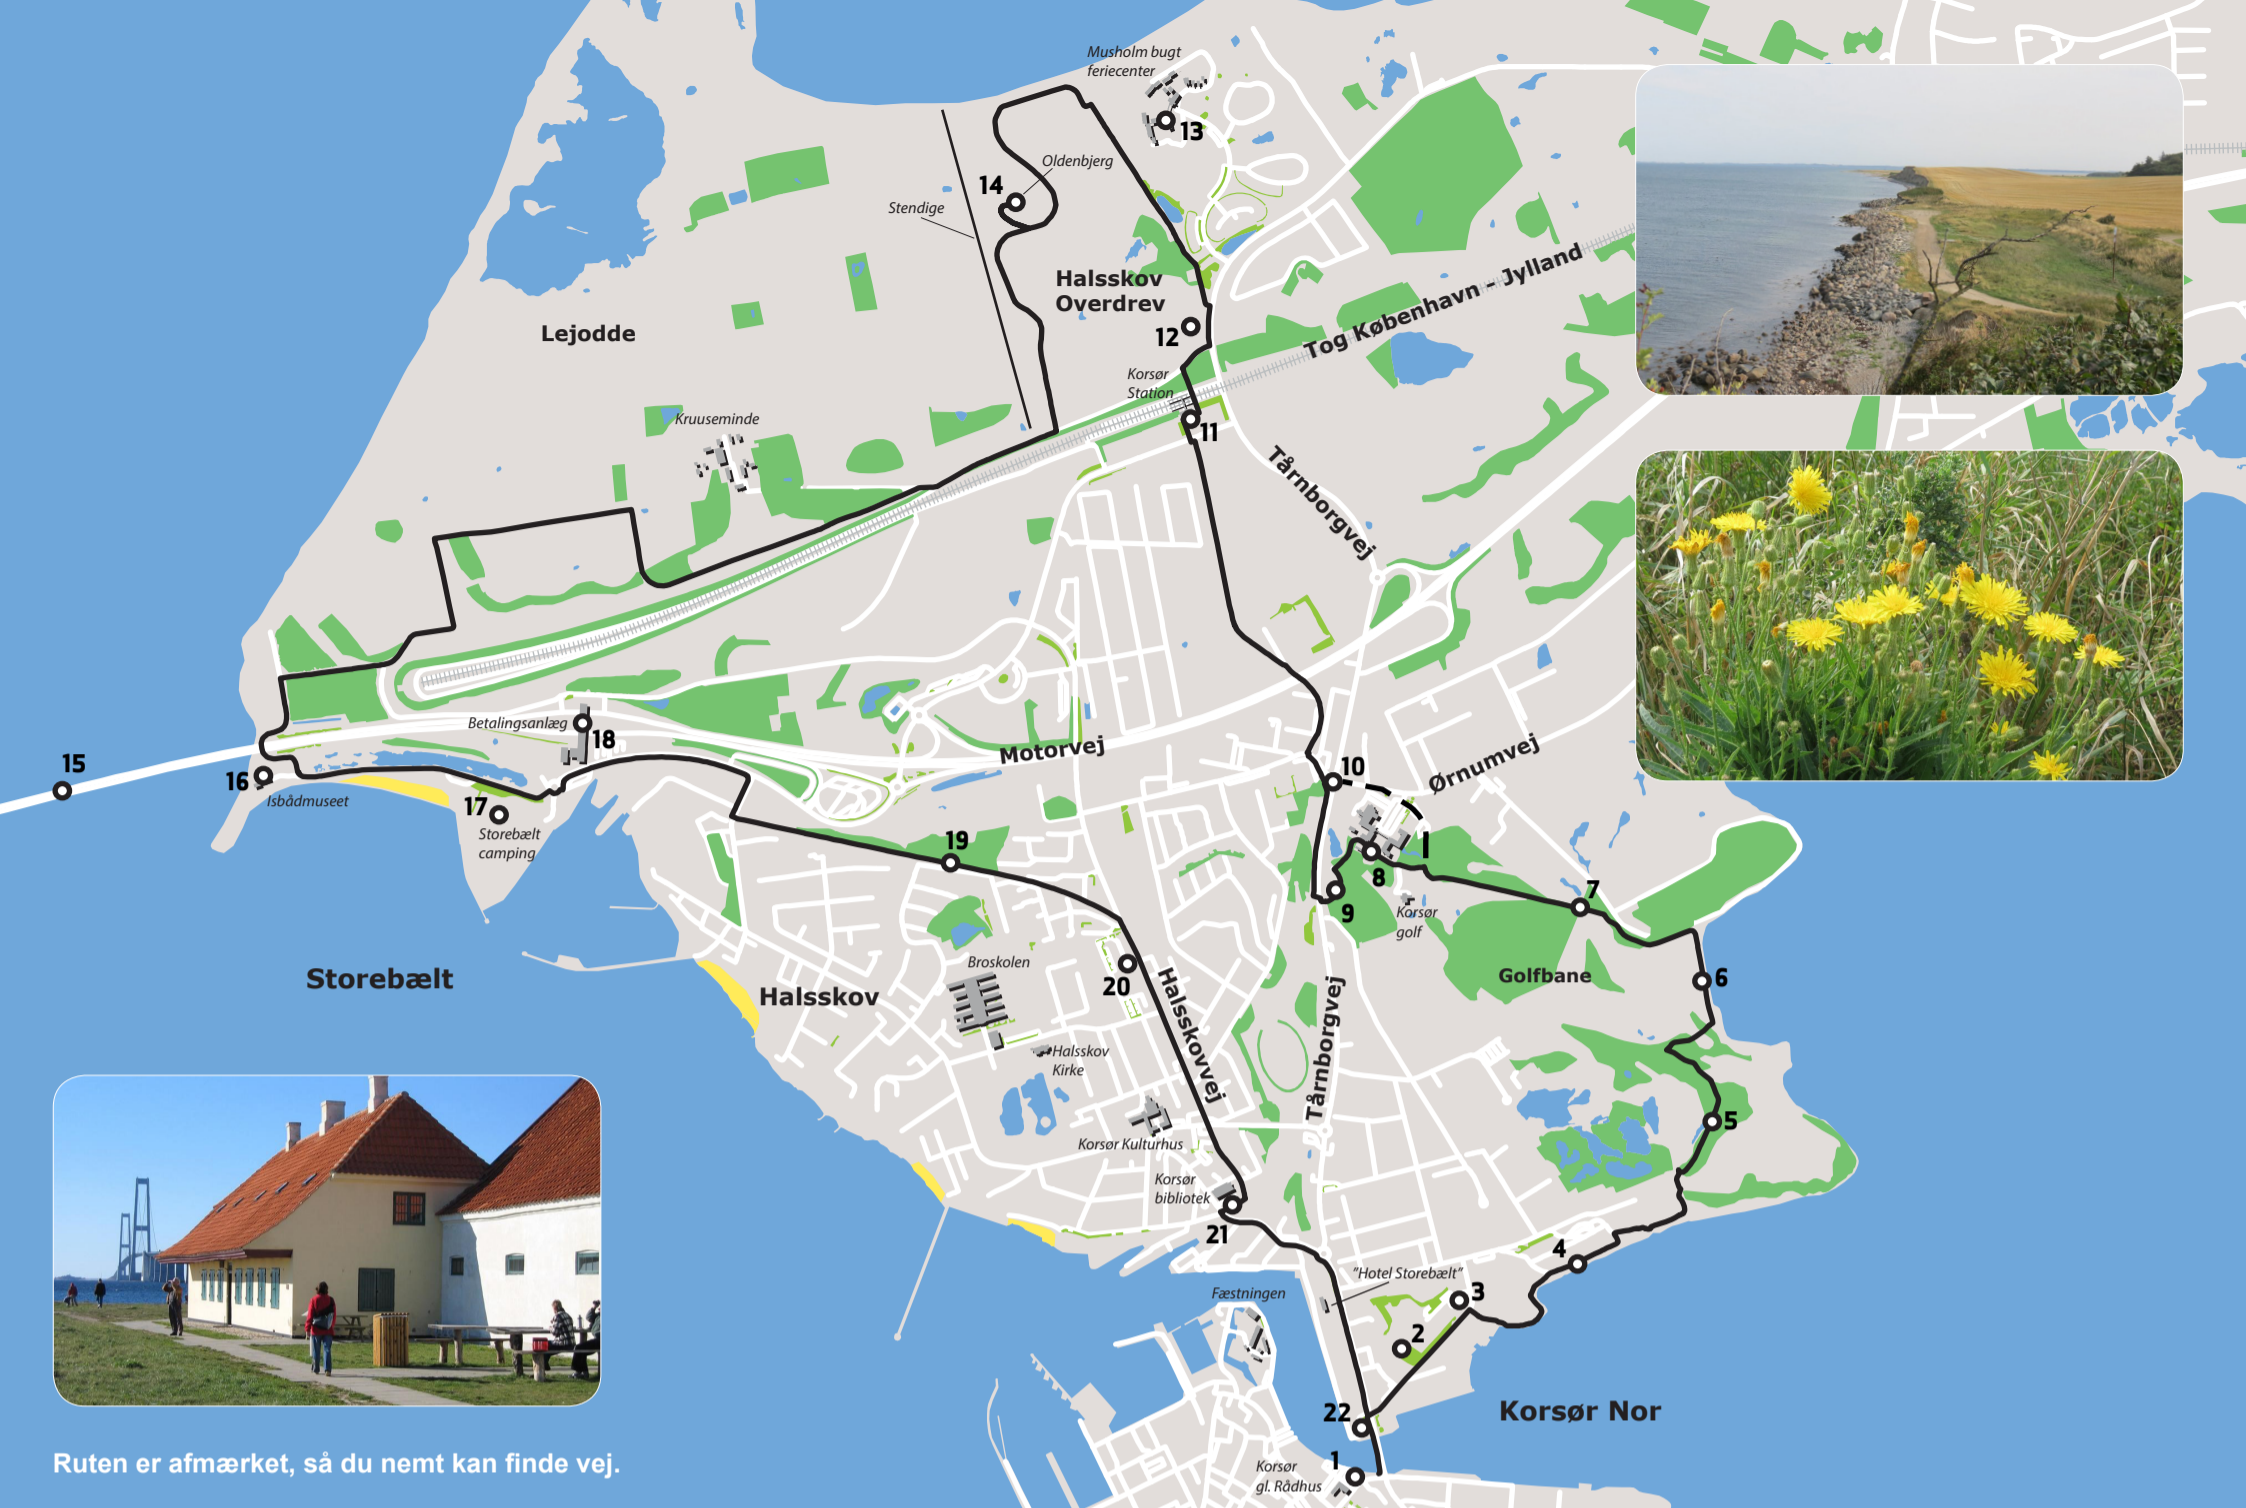 Musholm bugt
feriecenter
13
Oldenbjerg
14
Stendige
Halsskov
Overdrev
Tog København - Jylland
Lejodde
12
Korsør
Station
11
Kruuseminde
Tårnborgvej
Betalingsanlæg
18
Motorvej
Ørnumvej
15
16
Isbådmuseet
17
Storebælt
camping
10
19
8
7
9
Korsør
golf
Storebælt
Halsskov
Broskolen
20
Halsskovvej
Tårnborgvej
Golfbane
6
Halsskov
Kirke
5
Korsør Kulturhus
Korsør
bibliotek
21
4
"Hotel Storebælt"
Fæstningen
3
2
22
Korsør Nor
1
Korsør
gl. Rådhus
Ruten er afmærket, så du nemt kan finde vej.